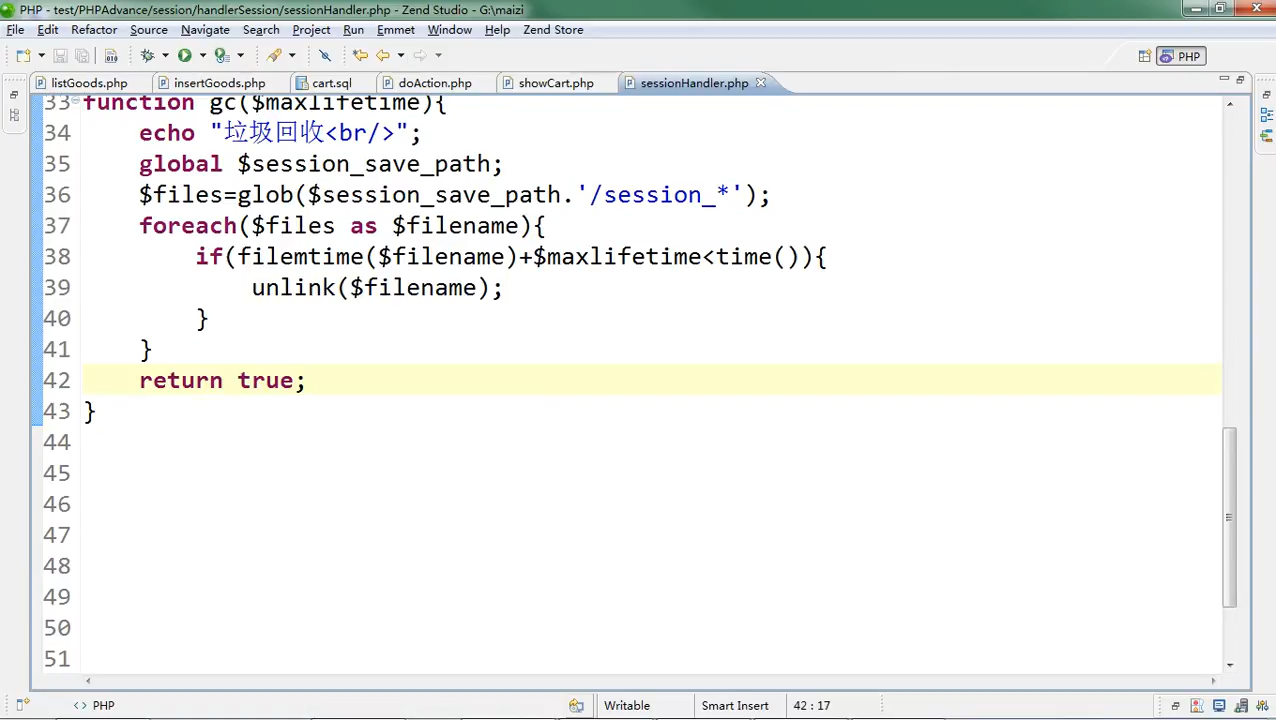 PHP - test/PHPAdvance/session/handlerSession/sessionHandler.php - Zend Studio - G:\maizi
File Edit Refactor Source Navigate Search Project Run Emmet Window Help Zend Store
PHP
listGoods.php insertGoods.php cart.sql doAction.php showCart.php sessionHandler.php
33 function gc($maxlifetime){
34 echo "垃圾回收<br/>";
35 global $session_save_path;
36 $files=glob($session_save_path.'/session_*');
37 foreach($files as $filename){
38 if(filemtime($filename)+$maxlifetime<time()){
39 unlink($filename);
40 }
41 }
42 return true;
43 }
44
45
46
47
48
49
50
51
<> PHP Writable Smart Insert 42 : 17